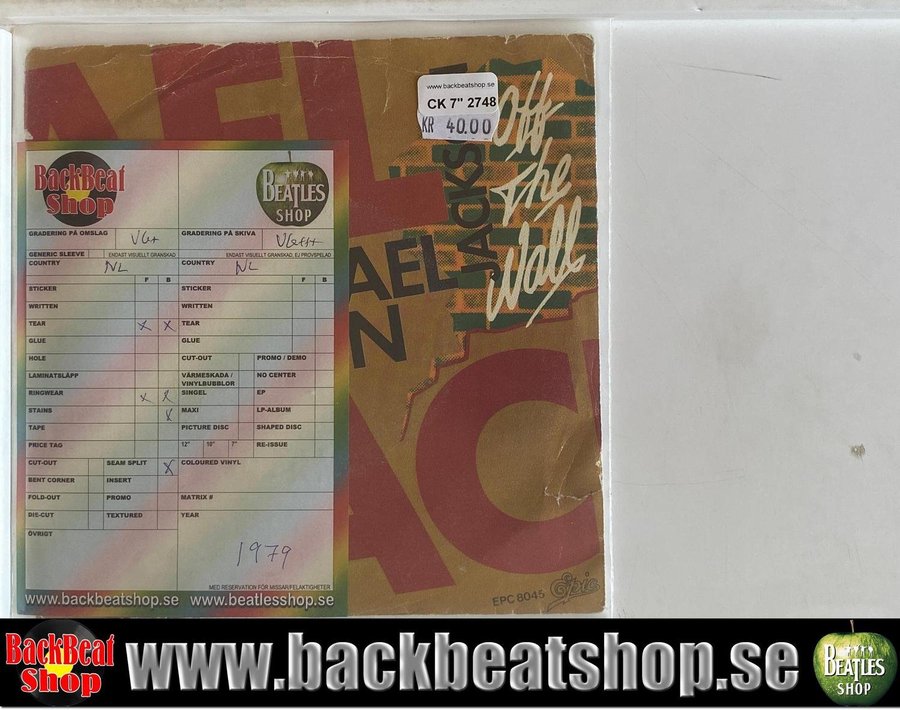 www.backbeatshop.se
CK 7" 2748
KR 40.00
AEL
Off
The
Wall
JACKS
AEL
N
AC
EPC 8045 Epic
BackBeat
Shop
BEATLES
SHOP
GRADERING PÅ OMSLAG VG+ GRADERING PÅ SKIVA VG+++
GENERIC SLEEVE ENDAST VISUELLT GRANSKAD ENDAST VISUELLT GRANSKAD, EJ PROVSPELAD
COUNTRY NL COUNTRY NL
F B F B
STICKER STICKER
WRITTEN WRITTEN
TEAR X X TEAR
GLUE GLUE
HOLE CUT-OUT PROMO / DEMO
LAMINATSLÄPP VÄRMESKADA / VINYLBUBBLOR NO CENTER
RINGWEAR X X SINGEL EP
STAINS X MAXI LP-ALBUM
TAPE PICTURE DISC SHAPED DISC
PRICE TAG 12" 10" 7" RE-ISSUE
CUT-OUT SEAM SPLIT X COLOURED VINYL
BENT CORNER INSERT
FOLD-OUT PROMO MATRIX #
DIE-CUT TEXTURED YEAR
ÖVRIGT
1979
MED RESERVATION FÖR MISSAR/FELAKTIGHETER
www.backbeatshop.se www.beatlesshop.se
BackBeat
Shop
www.backbeatshop.se
BEATLES
SHOP